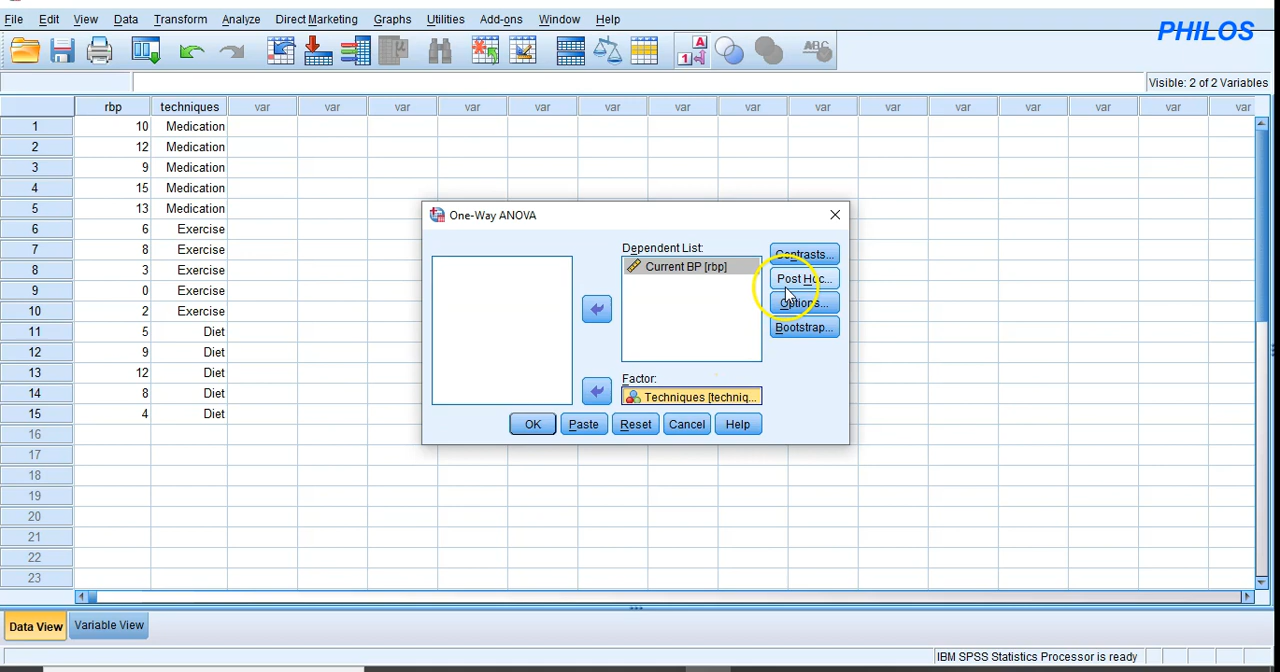 File Edit View Data Transform Analyze Direct Marketing Graphs Utilities Add-ons Window Help
PHILOS
A
1
ABC
Visible: 2 of 2 Variables
rbp techniques var var var var var var var var var var var var var var var
1 10 Medication
2 12 Medication
3 9 Medication
4 15 Medication
5 13 Medication
6 6 Exercise
7 8 Exercise
8 3 Exercise
9 0 Exercise
10 2 Exercise
11 5 Diet
12 9 Diet
13 12 Diet
14 8 Diet
15 4 Diet
16
17
18
19
20
21
22
23
One-Way ANOVA
Dependent List:
Current BP [rbp]
Contrasts...
Post Hoc...
Options...
Bootstrap...
Factor:
Techniques [techniq...
OK Paste Reset Cancel Help
Data View Variable View
IBM SPSS Statistics Processor is ready